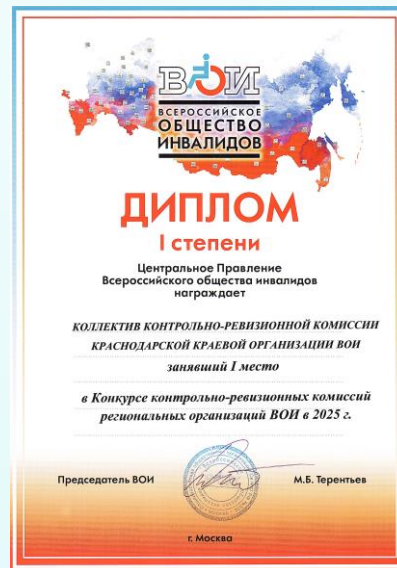 ВОИ
ВСЕРОССИЙСКОЕ
ОБЩЕСТВО
ИНВАЛИДОВ
ДИПЛОМ
I степени
Центральное Правление
Всероссийского общества инвалидов
награждает
КОЛЛЕКТИВ КОНТРОЛЬНО-РЕВИЗИОННОЙ КОМИССИИ
КРАСНОДАРСКОЙ КРАЕВОЙ ОРГАНИЗАЦИИ ВОИ
занявший I место
в Конкурсе контрольно-ревизионных комиссий
региональных организаций ВОИ в 2025 г.
Председатель ВОИ М.Б. Терентьев
г. Москва